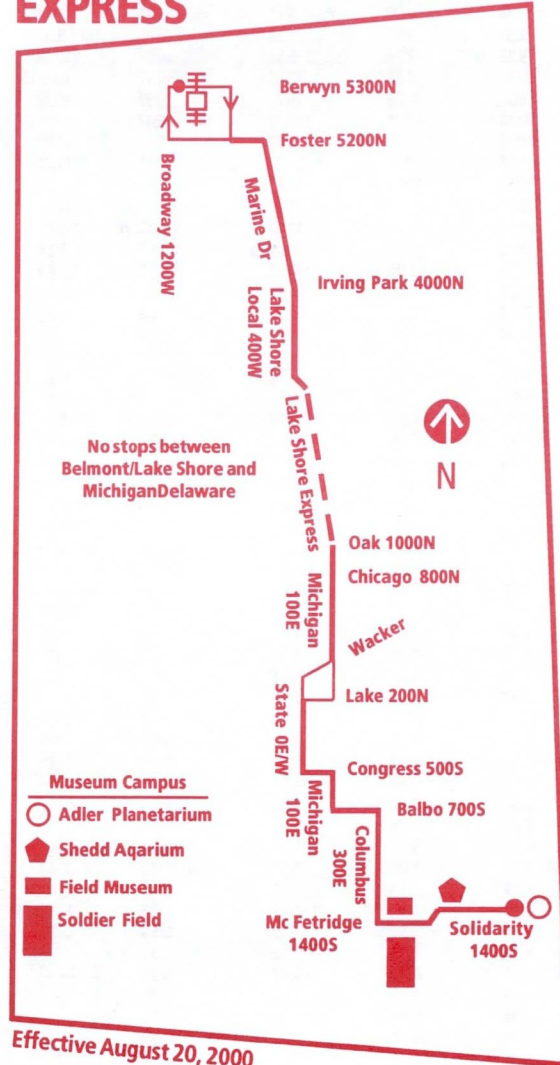 EXPRESS
Berwyn 5300N
Foster 5200N
Broadway 1200W
Marine Dr
Irving Park 4000N
Lake Shore
Local 400W
Lake Shore Express
No stops between
Belmont/Lake Shore and
MichiganDelaware
N
Oak 1000N
Chicago 800N
Michigan
100E
Wacker
Lake 200N
State 0E/W
Congress 500S
Michigan
100E
Balbo 700S
Columbus
300E
Museum Campus
Adler Planetarium
Shedd Aqarium
Field Museum
Soldier Field
Mc Fetridge
1400S
Solidarity
1400S
Effective August 20, 2000